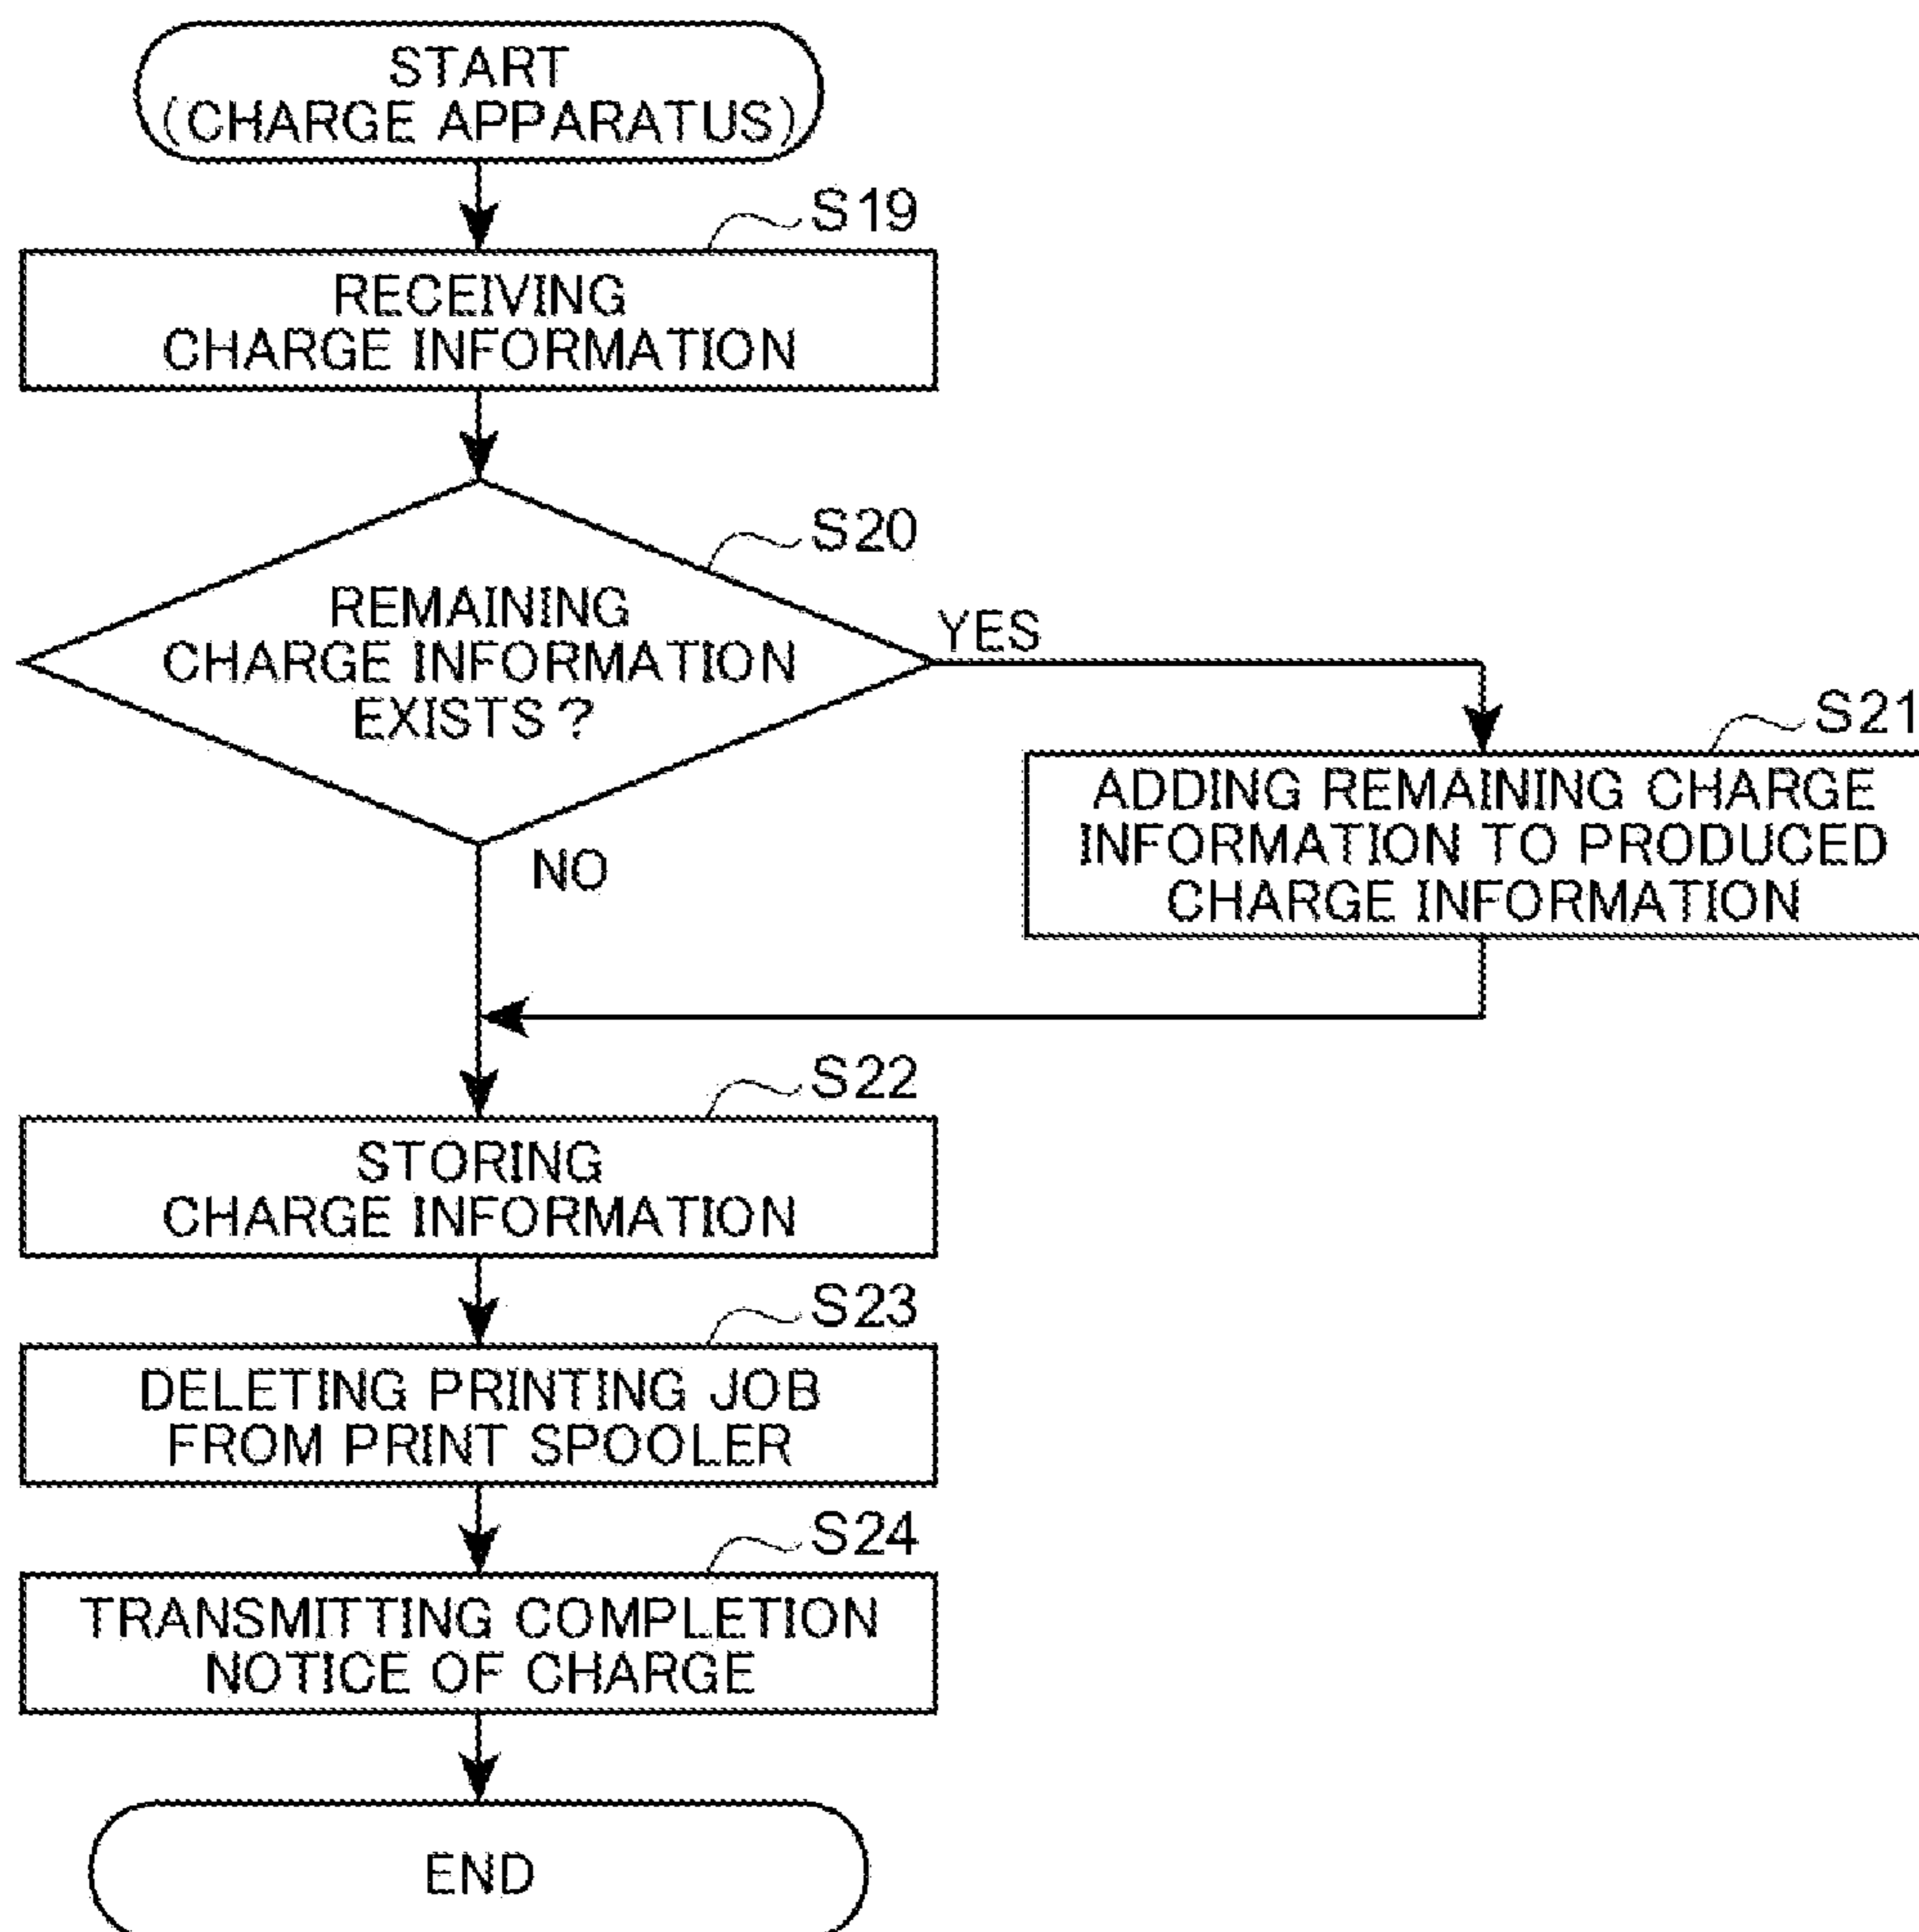 START
(CHARGE APPARATUS)
S19
RECEIVING
CHARGE INFORMATION
S20
REMAINING
CHARGE INFORMATION
EXISTS?
YES
NO
S21
ADDING REMAINING CHARGE
INFORMATION TO PRODUCED
CHARGE INFORMATION
S22
STORING
CHARGE INFORMATION
S23
DELETING PRINTING JOB
FROM PRINT SPOOLER
S24
TRANSMITTING COMPLETION
NOTICE OF CHARGE
END